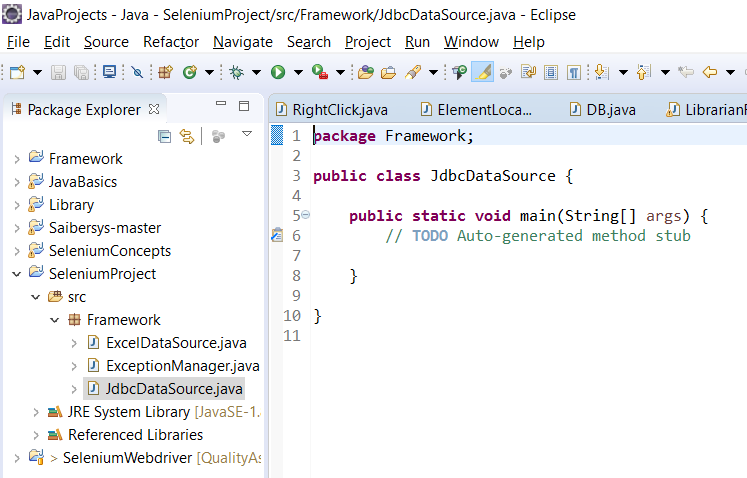 JavaProjects - Java - SeleniumProject/src/Framework/JdbcDataSource.java - Eclipse
File Edit Source Refactor Navigate Search Project Run Window Help
Package Explorer
RightClick.java ElementLoca... DB.java
Framework
JavaBasics
Library
Saibersys-master
SeleniumConcepts
SeleniumProject
src
Framework
ExcelDataSource.java
ExceptionManager.java
JdbcDataSource.java
JRE System Library [JavaSE-1.
Referenced Libraries
> SeleniumWebdriver [QualityAs
1 package Framework;
2
3 public class JdbcDataSource {
4
5 public static void main(String[] args) {
6 // TODO Auto-generated method stub
7
8 }
9
10 }
11